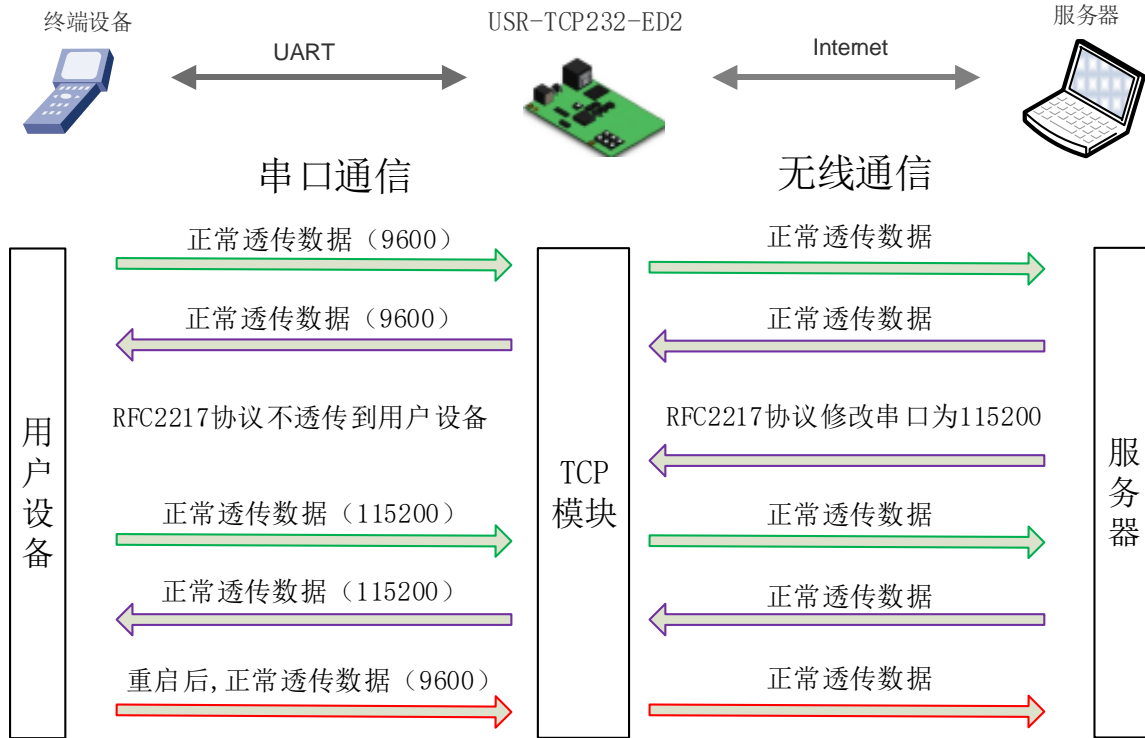 终端设备
USR-TCP232-ED2
服务器
UART
Internet
串口通信
无线通信
正常透传数据（9600）
正常透传数据
正常透传数据（9600）
正常透传数据
RFC2217协议不透传到用户设备
RFC2217协议修改串口为115200
用户设备
TCP
模块
服务器
正常透传数据（115200）
正常透传数据
正常透传数据（115200）
正常透传数据
重启后,正常透传数据（9600）
正常透传数据